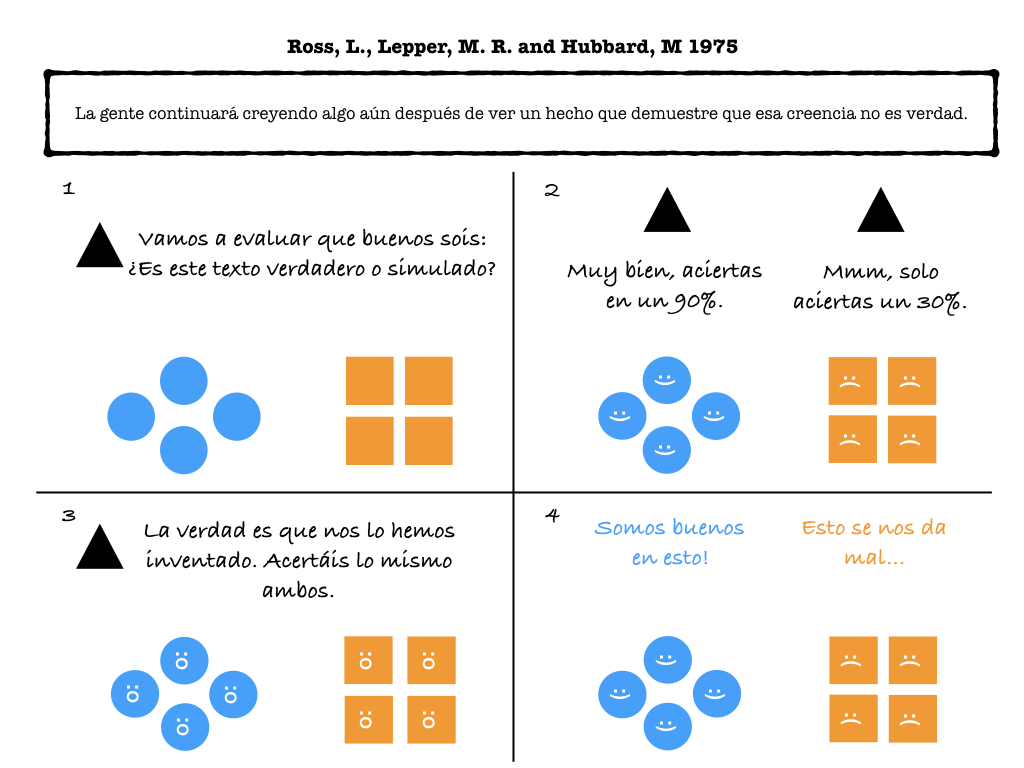 Ross, L., Lepper, M. R. and Hubbard, M 1975
La gente continuará creyendo algo aún después de ver un hecho que demuestre que esa creencia no es verdad.
1
Vamos a evaluar que buenos sois:
¿Es este texto verdadero o simulado?
2
Muy bien, aciertas
en un 90%.
Mmm, solo
aciertas un 30%.
3
La verdad es que nos lo hemos
inventado. Acertáis lo mismo
ambos.
4
Somos buenos
en esto!
Esto se nos da
mal...